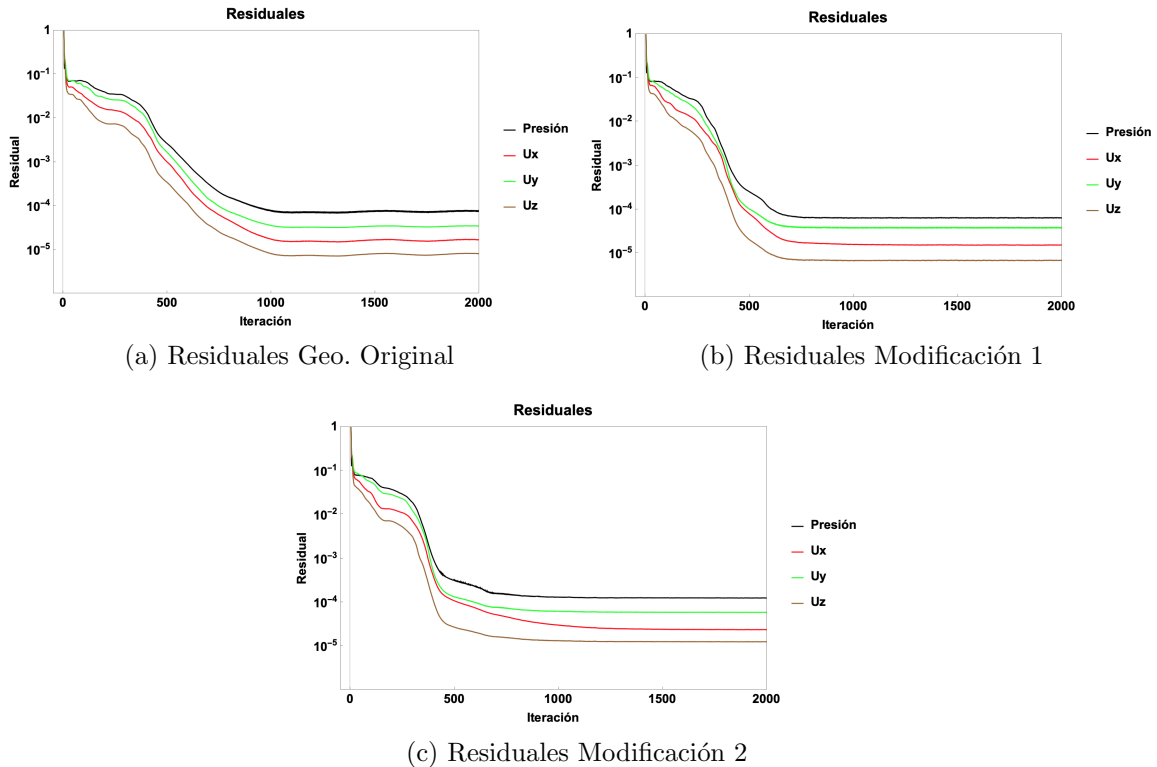 Residuales
1
10⁻¹
10⁻²
10⁻³
10⁻⁴
10⁻⁵
Residual
0
500
1000
1500
2000
Iteración
Presión
Ux
Uy
Uz
(a) Residuales Geo. Original
Residuales
1
10⁻¹
10⁻²
10⁻³
10⁻⁴
10⁻⁵
Residual
0
500
1000
1500
2000
Iteración
Presión
Ux
Uy
Uz
(b) Residuales Modificación 1
Residuales
1
10⁻¹
10⁻²
10⁻³
10⁻⁴
10⁻⁵
Residual
0
500
1000
1500
2000
Iteración
Presión
Ux
Uy
Uz
(c) Residuales Modificación 2